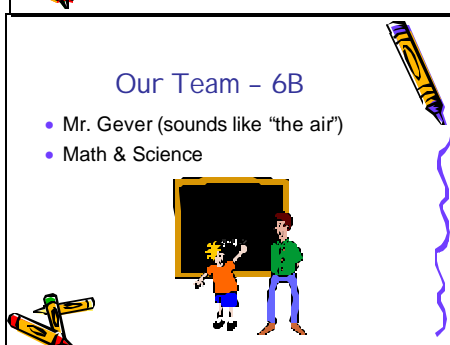 Our Team – 6B
• Mr. Gever (sounds like “the air”)
• Math & Science